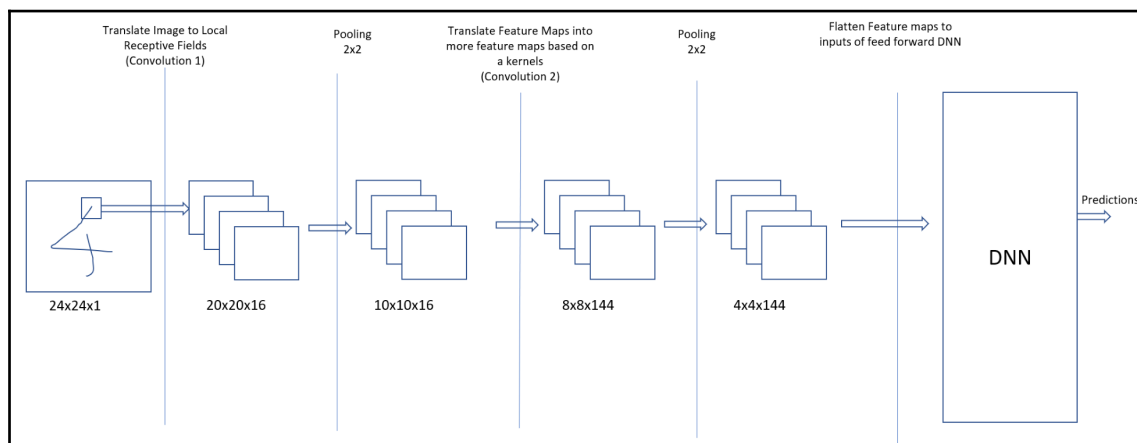 Translate Image to Local
Receptive Fields
(Convolution 1)
Pooling
2x2
Translate Feature Maps into
more feature maps based on
a kernels
(Convolution 2)
Pooling
2x2
Flatten Feature maps to
inputs of feed forward DNN
4
24x24x1
20x20x16
10x10x16
8x8x144
4x4x144
DNN
Predictions